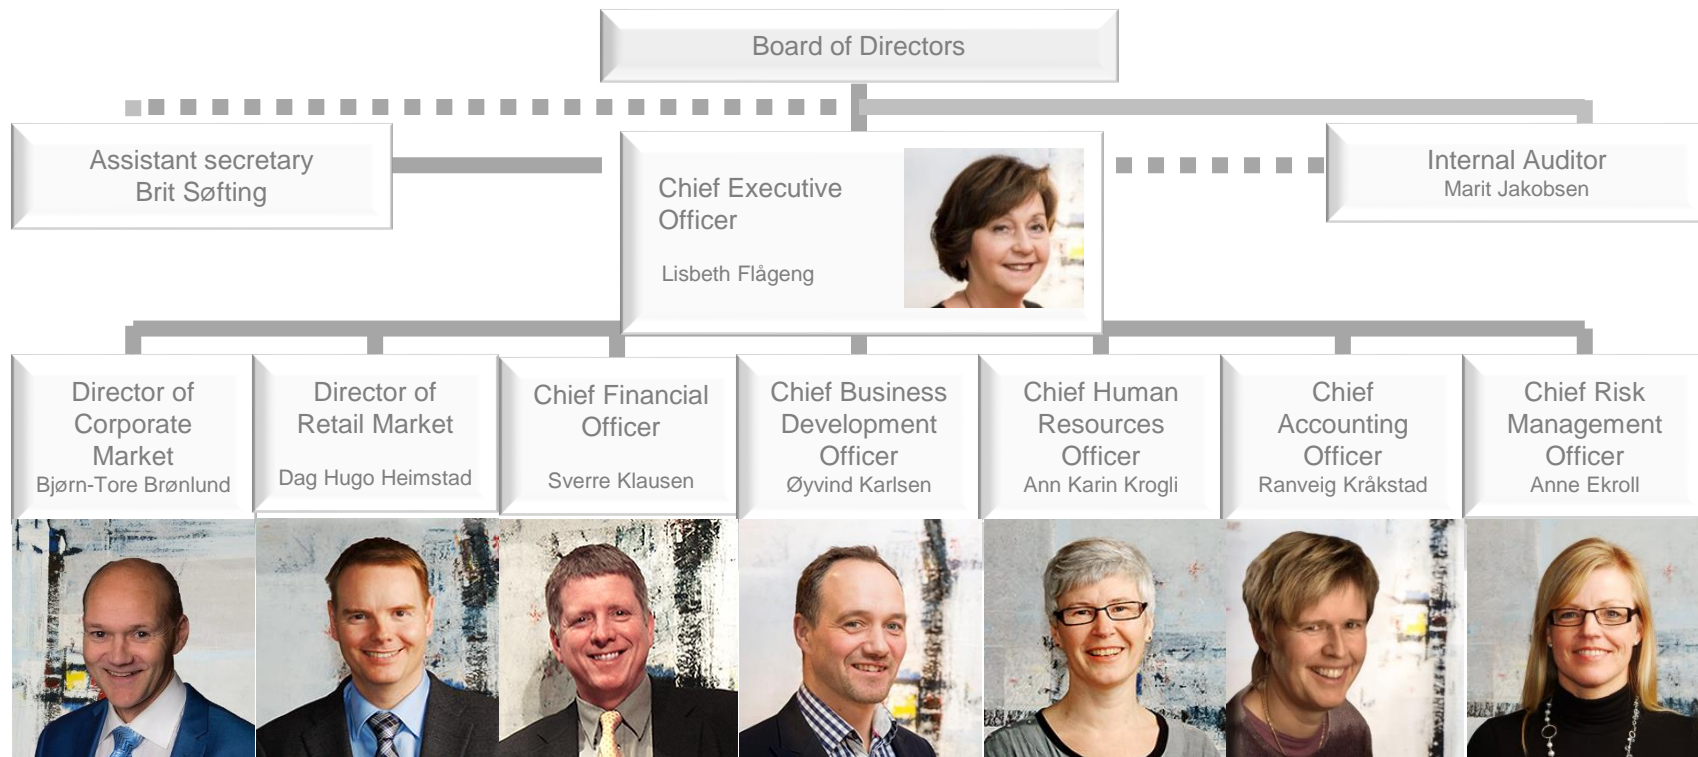 Board of Directors
Assistant secretary
Brit Søfting
Chief Executive
Officer
Lisbeth Flågeng
Internal Auditor
Marit Jakobsen
Director of
Corporate
Market
Bjørn-Tore Brønlund
Director of
Retail Market
Dag Hugo Heimstad
Chief Financial
Officer
Sverre Klausen
Chief Business
Development
Officer
Øyvind Karlsen
Chief Human
Resources
Officer
Ann Karin Krogli
Chief
Accounting
Officer
Ranveig Kråkstad
Chief Risk
Management
Officer
Anne Ekroll